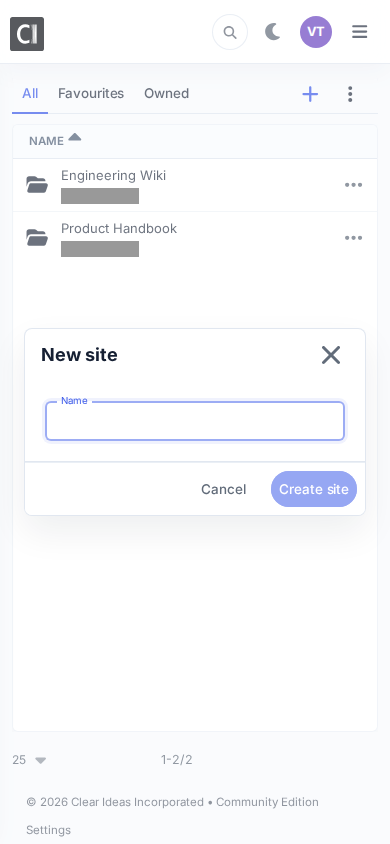 CI
VT
All Favourites Owned
NAME
Engineering Wiki
Product Handbook
New site
Name
Cancel Create site
25 1-2/2
© 2026 Clear Ideas Incorporated • Community Edition
Settings